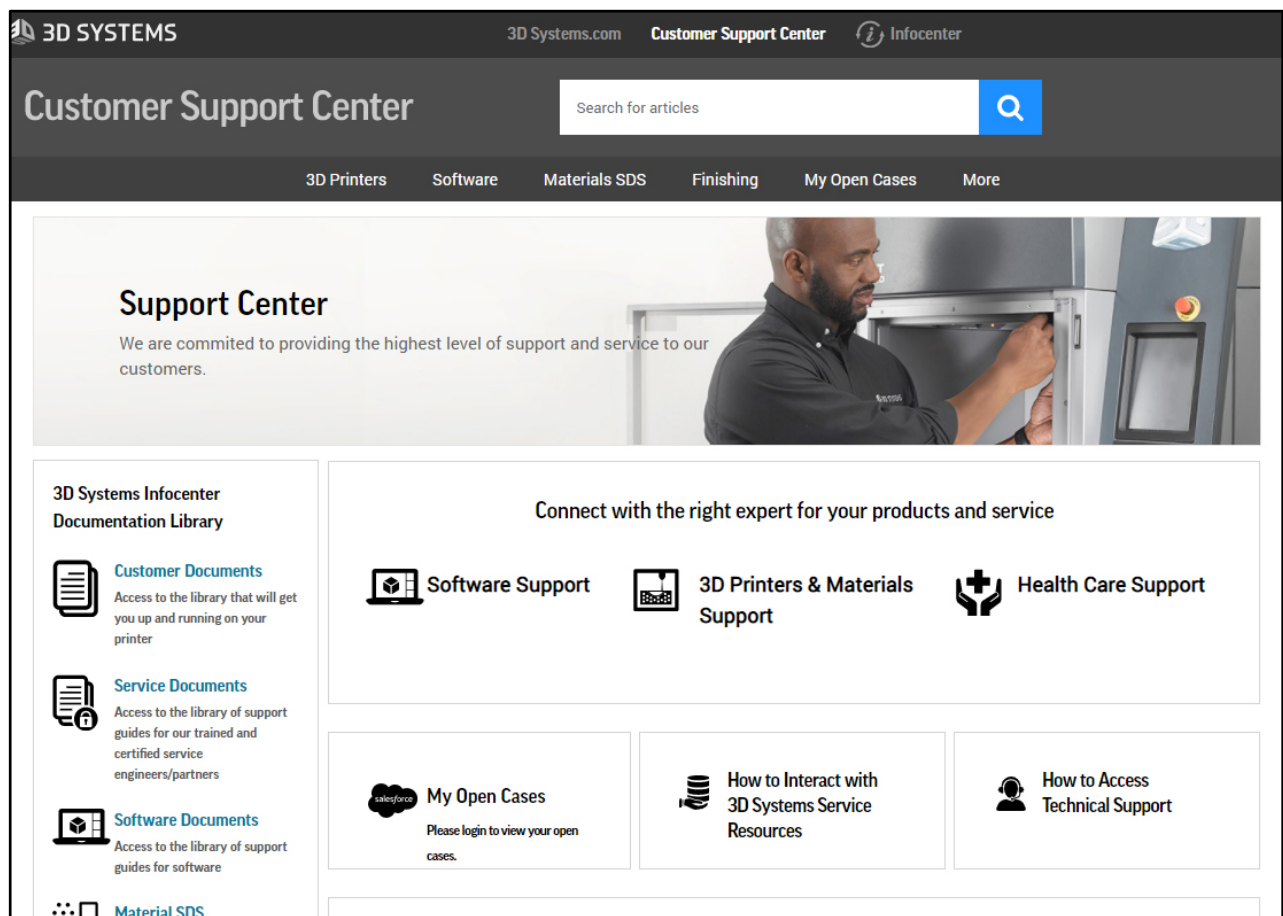 3D SYSTEMS
3D Systems.com Customer Support Center Infocenter
Customer Support Center
Search for articles
3D Printers Software Materials SDS Finishing My Open Cases More
Support Center
We are commited to providing the highest level of support and service to our
customers.
3D Systems Infocenter
Documentation Library
Customer Documents
Access to the library that will get
you up and running on your
printer
Service Documents
Access to the library of support
guides for our trained and
certified service
engineers/partners
Software Documents
Access to the library of support
guides for software
Material SDS
Connect with the right expert for your products and service
Software Support
3D Printers & Materials
Support
Health Care Support
salesforce
My Open Cases
Please login to view your open
cases.
How to Interact with
3D Systems Service
Resources
How to Access
Technical Support